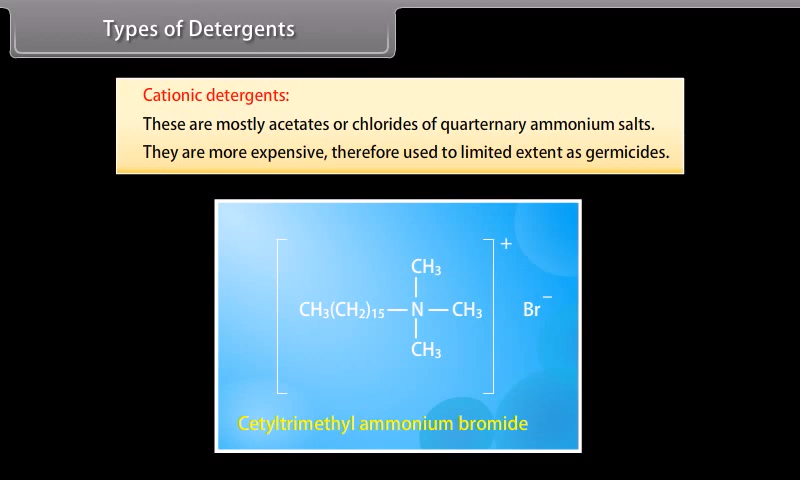 Types of Detergents
Cationic detergents:
These are mostly acetates or chlorides of quarternary ammonium salts.
They are more expensive, therefore used to limited extent as germicides.
+
CH₃
CH₃(CH₂)₁₅—N—CH₃ Br⁻
CH₃
Cetyltrimethyl ammonium bromide